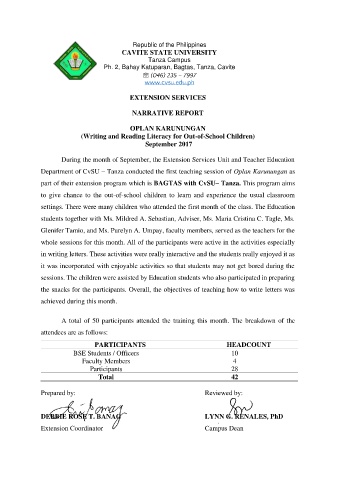 Republic of the Philippines
CAVITE STATE UNIVERSITY
Tanza Campus
Ph. 2, Bahay Katuparan, Bagtas, Tanza, Cavite
☏ (046) 235 – 7997
www.cvsu.edu.ph
EXTENSION SERVICES
NARRATIVE REPORT
OPLAN KARUNUNGAN
(Writing and Reading Literacy for Out-of-School Children)
September 2017
During the month of September, the Extension Services Unit and Teacher Education
Department of CvSU – Tanza conducted the first teaching session of Oplan Karunungan as
part of their extension program which is BAGTAS with CvSU– Tanza. This program aims
to give chance to the out-of-school children to learn and experience the usual classroom
settings. There were many children who attended the first month of the class. The Education
students together with Ms. Mildred A. Sebastian, Adviser, Ms. Maria Cristina C. Tagle, Ms.
Glenifer Tamio, and Ms. Purelyn A. Umpay, faculty members, served as the teachers for the
whole sessions for this month. All of the participants were active in the activities especially
in writing letters. These activities were really interactive and the students really enjoyed it as
it was incorporated with enjoyable activities so that students may not get bored during the
sessions. The children were assisted by Education students who also participated in preparing
the snacks for the participants. Overall, the objectives of teaching how to write letters was
achieved during this month.
A total of 50 participants attended the training this month. The breakdown of the
attendees are as follows:
PARTICIPANTS HEADCOUNT
BSE Students / Officers 10
Faculty Members 4
Participants 28
Total 42
Prepared by: Reviewed by:
DEBBIE ROSE T. BANAG LYNN G. PENALES, PhD
Extension Coordinator Campus Dean